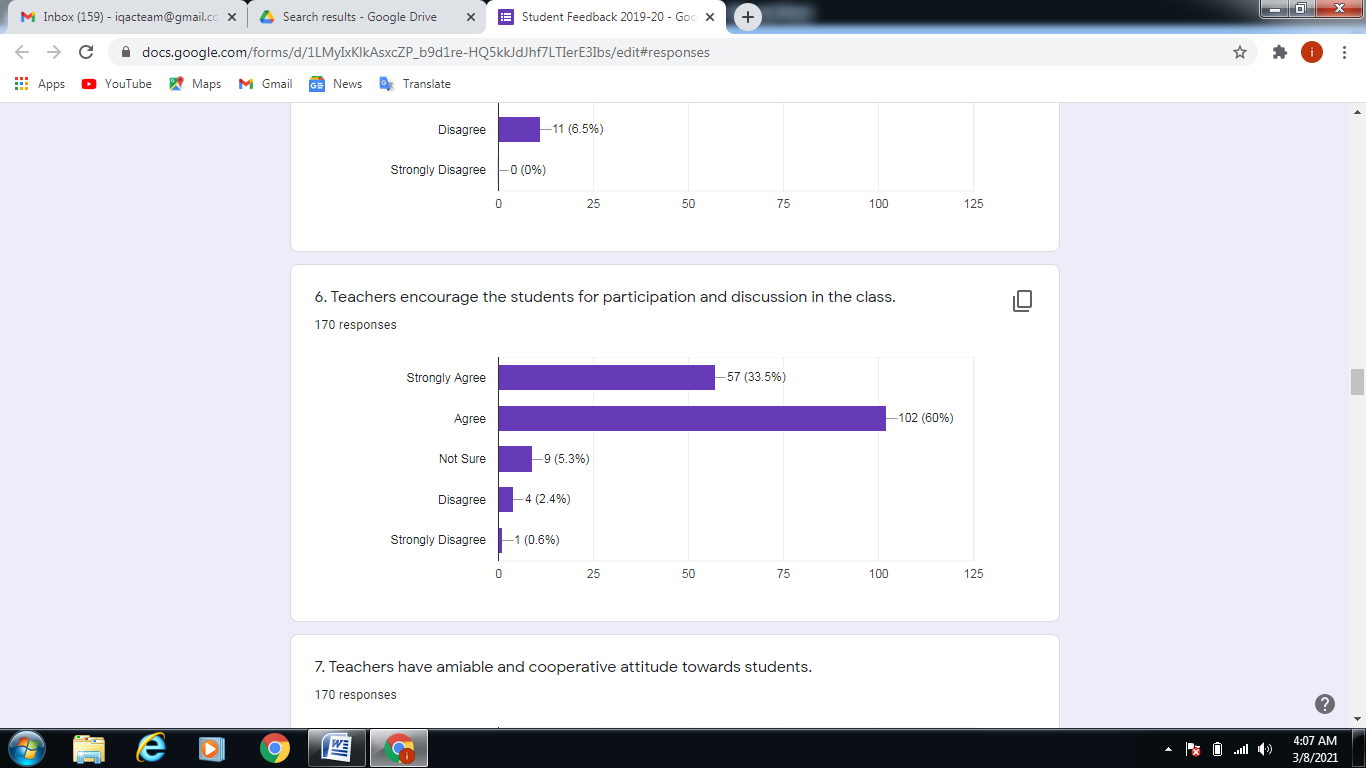 Inbox (159) - iqacteam@gmail.co
Search results - Google Drive
Student Feedback 2019-20 - Goo
docs.google.com/forms/d/1LMyIxKlkAsxcZP_b9d1re-HQ5kkJdJhf7LTIerE3Ibs/edit#responses
i
Apps
YouTube
Maps
Gmail
News
Translate
Disagree
11 (6.5%)
Strongly Disagree
0 (0%)
0 25 50 75 100 125
6. Teachers encourage the students for participation and discussion in the class.
170 responses
Strongly Agree
57 (33.5%)
Agree
102 (60%)
Not Sure
9 (5.3%)
Disagree
4 (2.4%)
Strongly Disagree
1 (0.6%)
0 25 50 75 100 125
7. Teachers have amiable and cooperative attitude towards students.
170 responses
4:07 AM
3/8/2021